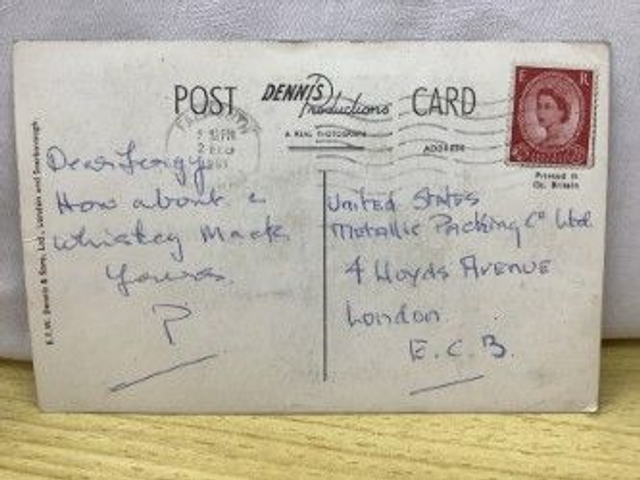 POST DENNIS Productions CARD
A REAL PHOTOGRAPH
ADDRESS
E R
Printed in
Gt. Britain
E.T.W. Dennis & Sons, Ltd., London and Scarborough
Dear
How about a
Whiskey Mack
Yours
P
United States
Metallic Packing Co Ltd.
4 Lloyds Avenue
London
E.C.3.